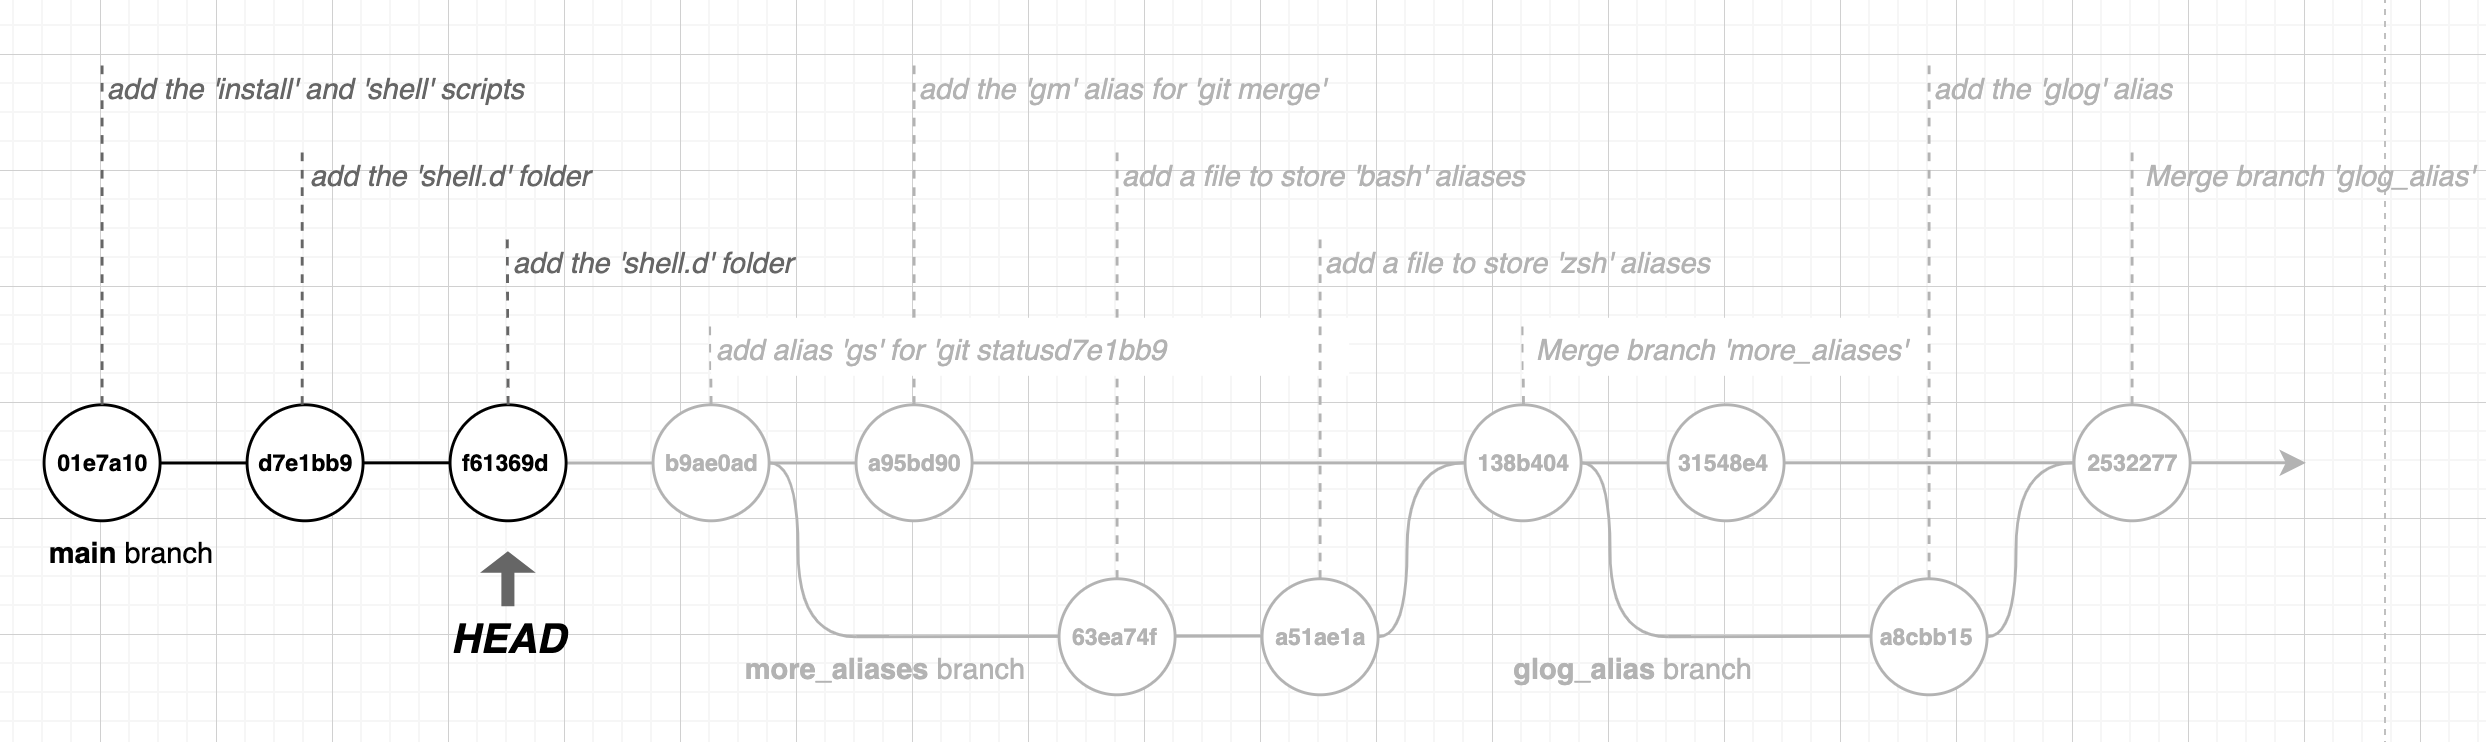 add the 'install' and 'shell' scripts
add the 'gm' alias for 'git merge'
add the 'glog' alias
add the 'shell.d' folder
add a file to store 'bash' aliases
Merge branch 'glog_alias'
add the 'shell.d' folder
add a file to store 'zsh' aliases
add alias 'gs' for 'git statusd7e1bb9
Merge branch 'more_aliases'
01e7a10
d7e1bb9
f61369d
b9ae0ad
a95bd90
138b404
31548e4
2532277
main branch
HEAD
63ea74f
a51ae1a
a8cbb15
more_aliases branch
glog_alias branch